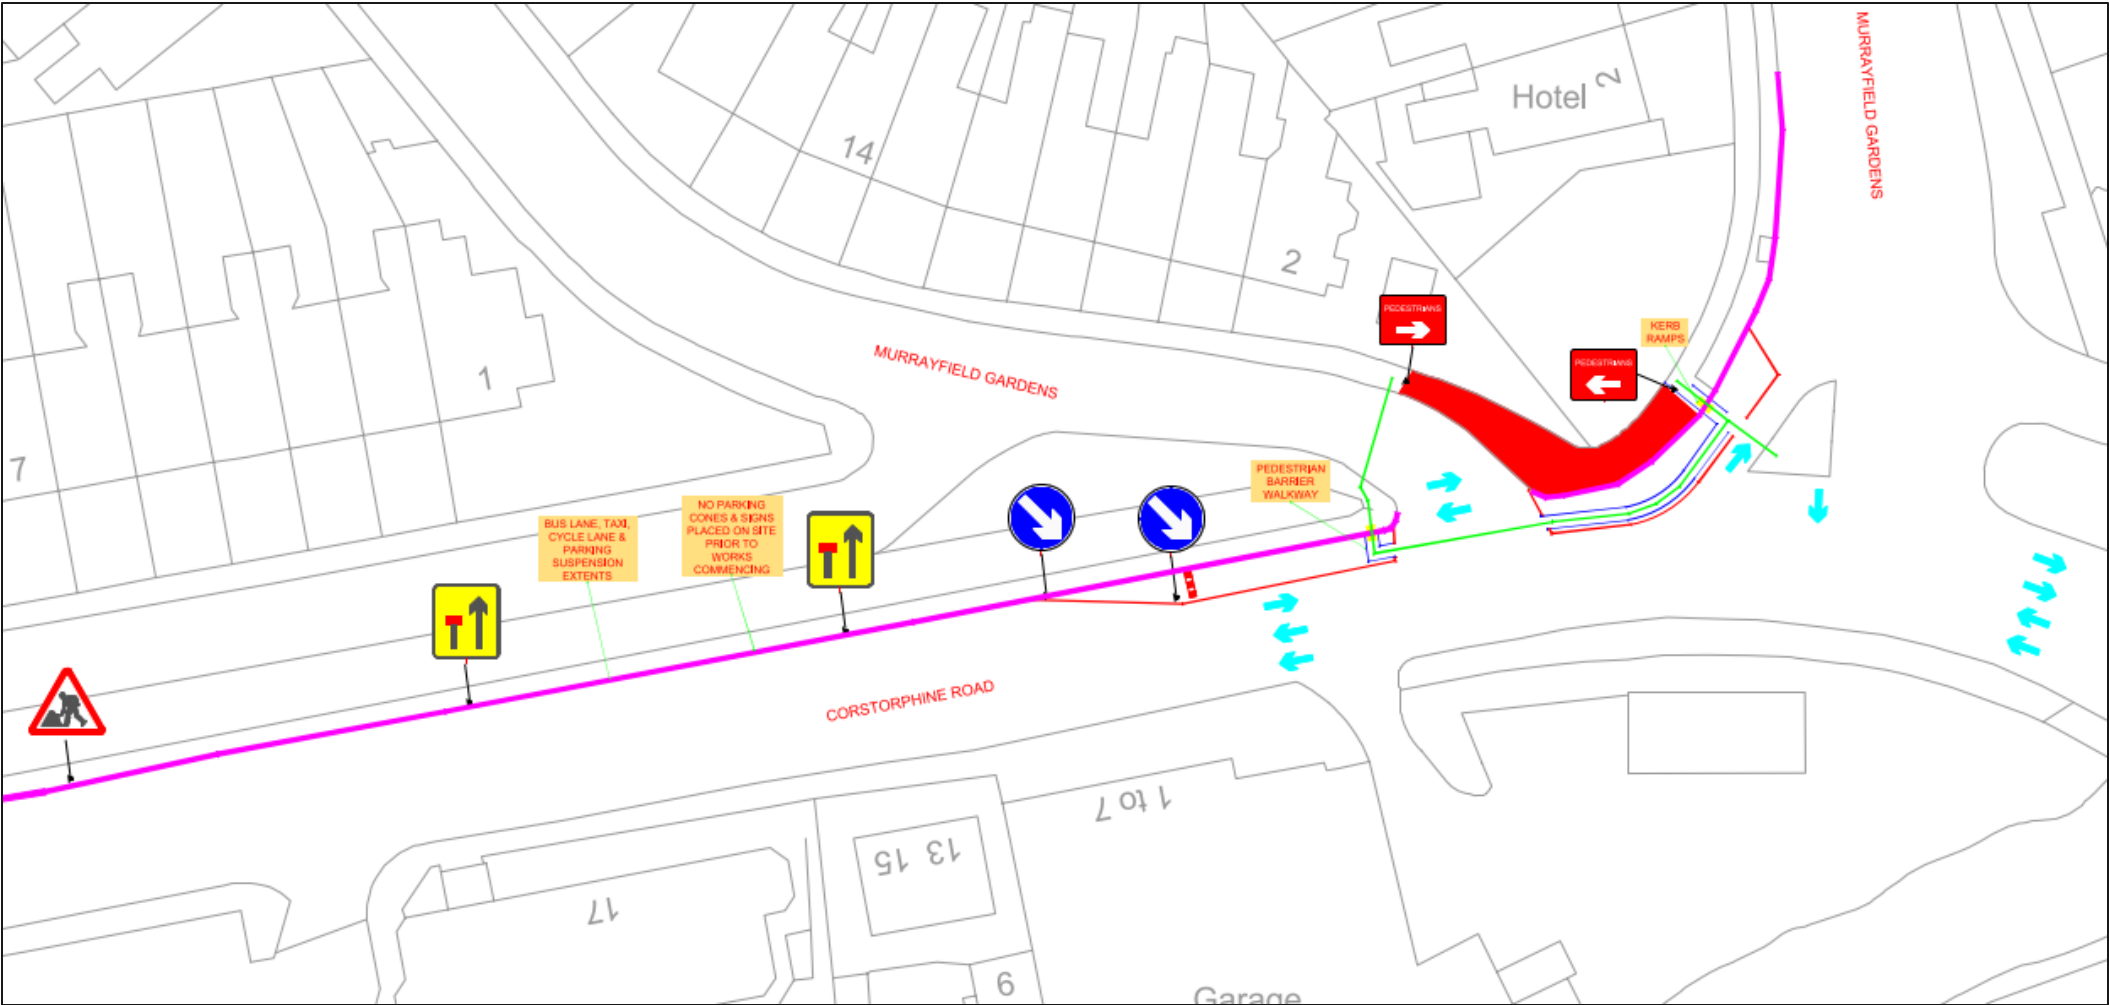 MURRAYFIELD GARDENS
Hotel 2
14
2
PEDESTRIANS
KERB
RAMPS
PEDESTRIANS
MURRAYFIELD GARDENS
1
7
PEDESTRIAN
BARRIER
WALKWAY
NO PARKING
CONES & SIGNS
PLACED ON SITE
PRIOR TO
WORKS
COMMENCING
BUS LANE, TAXI,
CYCLE LANE &
PARKING
SUSPENSION
EXTENTS
CORSTORPHINE ROAD
1 to 7
13 15
17
9
Garage